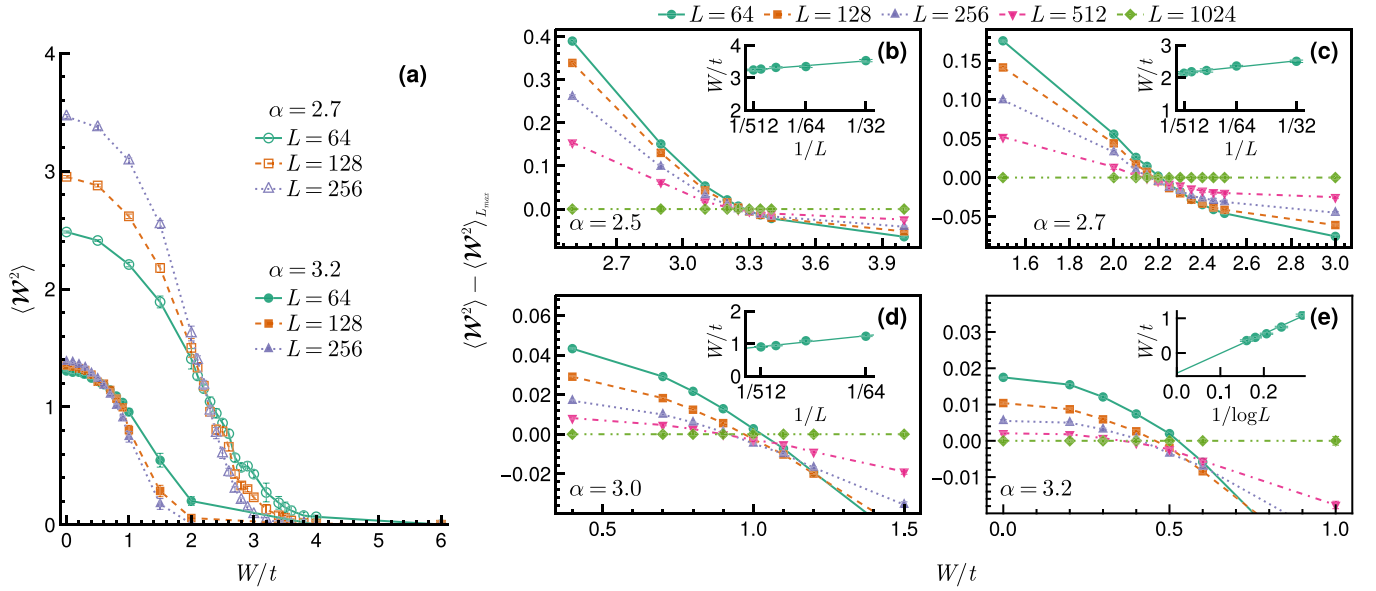 L = 64 L = 128 L = 256 L = 512 L = 1024
(a)
α = 2.7
L = 64
L = 128
L = 256
α = 3.2
L = 64
L = 128
L = 256
⟨𝒲²⟩
4
3
2
1
0
0 1 2 3 4 5 6
W/t
⟨𝒲²⟩ − ⟨𝒲²⟩_{L_{max}}
(b)
0.4
0.3
0.2
0.1
0.0
α = 2.5
2.7 3.0 3.3 3.6 3.9
W/t
4
3
2
1/512 1/64 1/32
1/L
(c)
0.15
0.10
0.05
0.00
−0.05
α = 2.7
1.6 1.8 2.0 2.2 2.4 2.6 2.8 3.0
W/t
4
3
2
1
1/512 1/64 1/32
1/L
(d)
0.06
0.04
0.02
0.00
−0.02
α = 3.0
0.5 1.0 1.5
W/t
2
1
0
1/512 1/64
1/L
(e)
0.03
0.02
0.01
0.00
−0.01
α = 3.2
0.0 0.5 1.0
W/t
1
0
0.0 0.1 0.2
1/logL
W/t